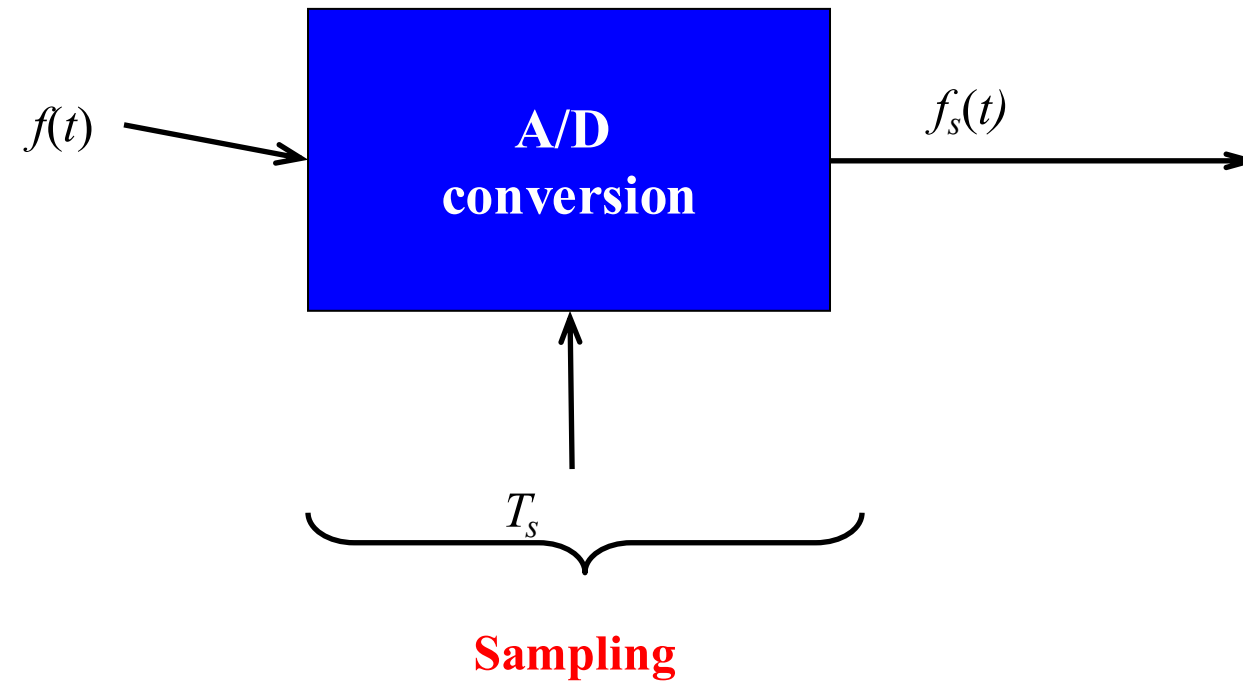 f(t)
A/D
conversion
fs(t)
Ts
Sampling